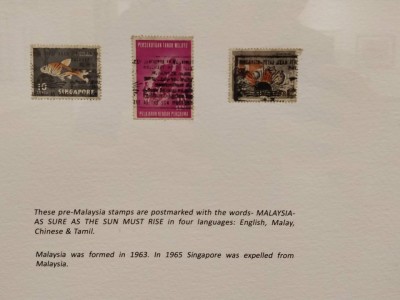 SINGAPORE
PERSEKUTUAN TANAH MELAYU
These pre-Malaysia stamps are postmarked with the words- MALAYSIA-
AS SURE AS THE SUN MUST RISE in four languages: English, Malay,
Chinese & Tamil.
Malaysia was formed in 1963. In 1965 Singapore was expelled from
Malaysia.